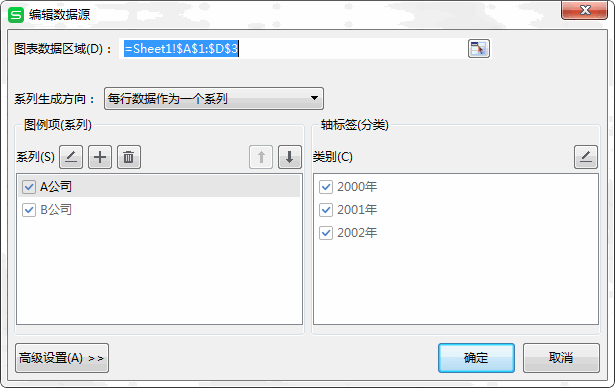 编辑数据源
图表数据区域(D)： =Sheet1!$A$1:$D$3
系列生成方向： 每行数据作为一个系列
图例项(系列)
轴标签(分类)
系列(S)
类别(C)
A公司
B公司
2000年
2001年
2002年
高级设置(A) >>
确定
取消